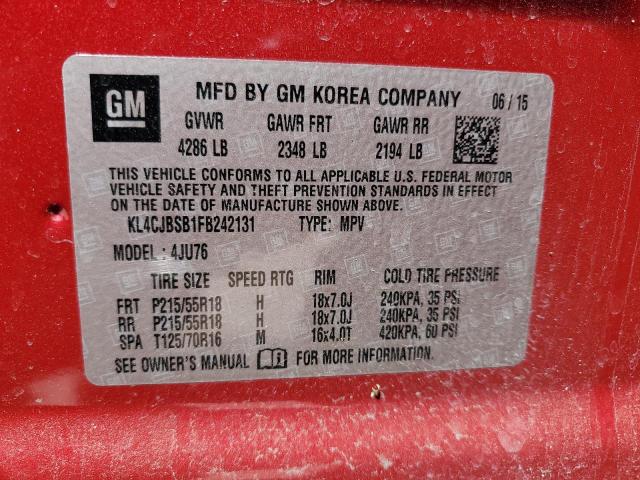 GM MFD BY GM KOREA COMPANY 06 / 15
GVWR GAWR FRT GAWR RR
4286 LB 2348 LB 2194 LB
THIS VEHICLE CONFORMS TO ALL APPLICABLE U.S. FEDERAL MOTOR
VEHICLE SAFETY AND THEFT PREVENTION STANDARDS IN EFFECT
ON THE DATE OF MANUFACTURE SHOWN ABOVE.
KL4CJBSB1FB242131 TYPE: MPV
MODEL : 4JU76
TIRE SIZE SPEED RTG RIM COLD TIRE PRESSURE
FRT P215/55R18 H 18x7.0J 240KPA, 35 PSI
RR P215/55R18 H 18x7.0J 240KPA, 35 PSI
SPA T125/70R16 M 16x4.0T 420KPA, 60 PSI
SEE OWNER'S MANUAL FOR MORE INFORMATION.